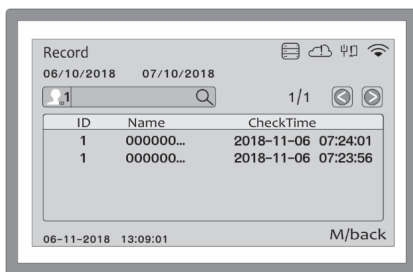 Record
06/10/2018 07/10/2018
1 1/1
ID Name CheckTime
1 000000... 2018-11-06 07:24:01
1 000000... 2018-11-06 07:23:56
06-11-2018 13:09:01 M/back